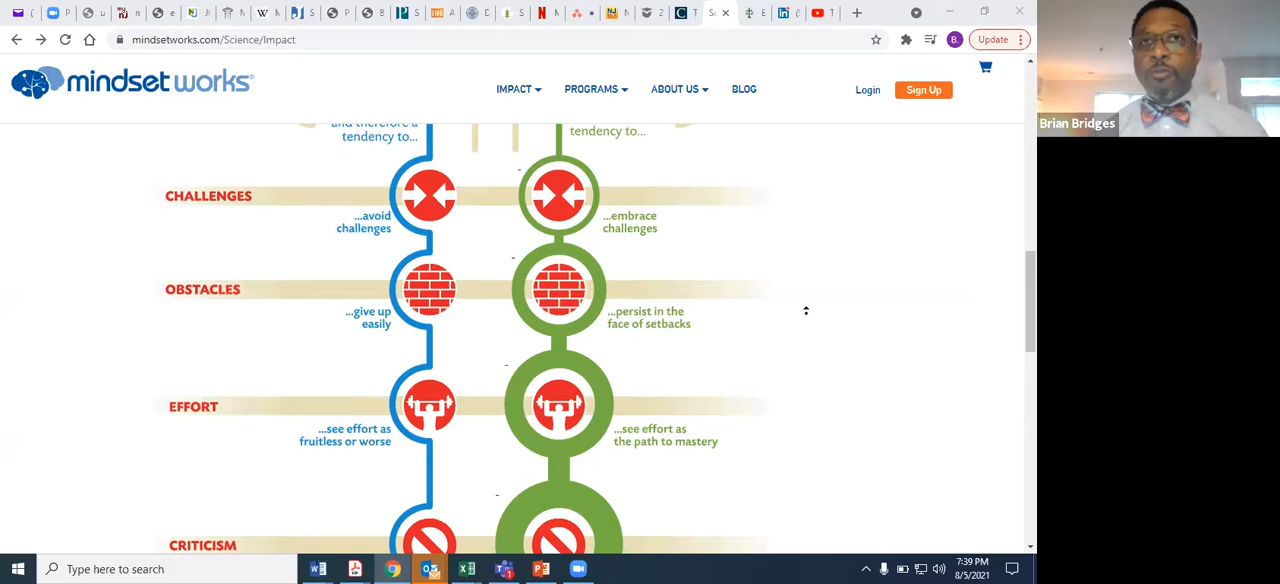 mindsetworks.com/Science/Impact
Update
mindset works®
IMPACT
PROGRAMS
ABOUT US
BLOG
Login
Sign Up
Brian Bridges
and therefore a
tendency to...
tendency to...
CHALLENGES
...avoid
challenges
...embrace
challenges
OBSTACLES
...give up
easily
...persist in the
face of setbacks
EFFORT
...see effort as
fruitless or worse
...see effort as
the path to mastery
CRITICISM
Type here to search
7:39 PM
8/5/2021